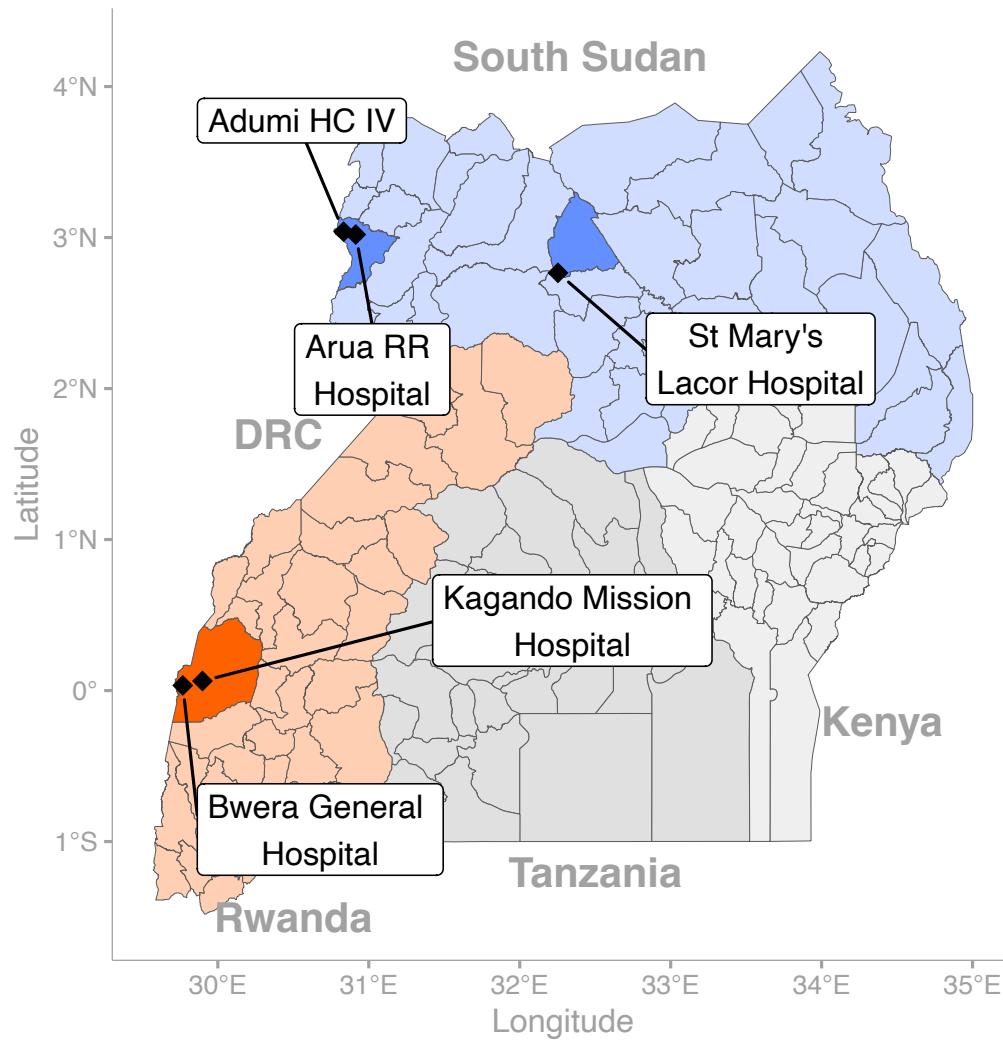 South Sudan
4°N
Adumi HC IV
3°N
Arua RR
Hospital
St Mary's
Lacor Hospital
2°N
DRC
Latitude
1°N
Kagando Mission
Hospital
0°
Kenya
Bwera General
Hospital
1°S
Tanzania
Rwanda
30°E 31°E 32°E 33°E 34°E 35°E
Longitude